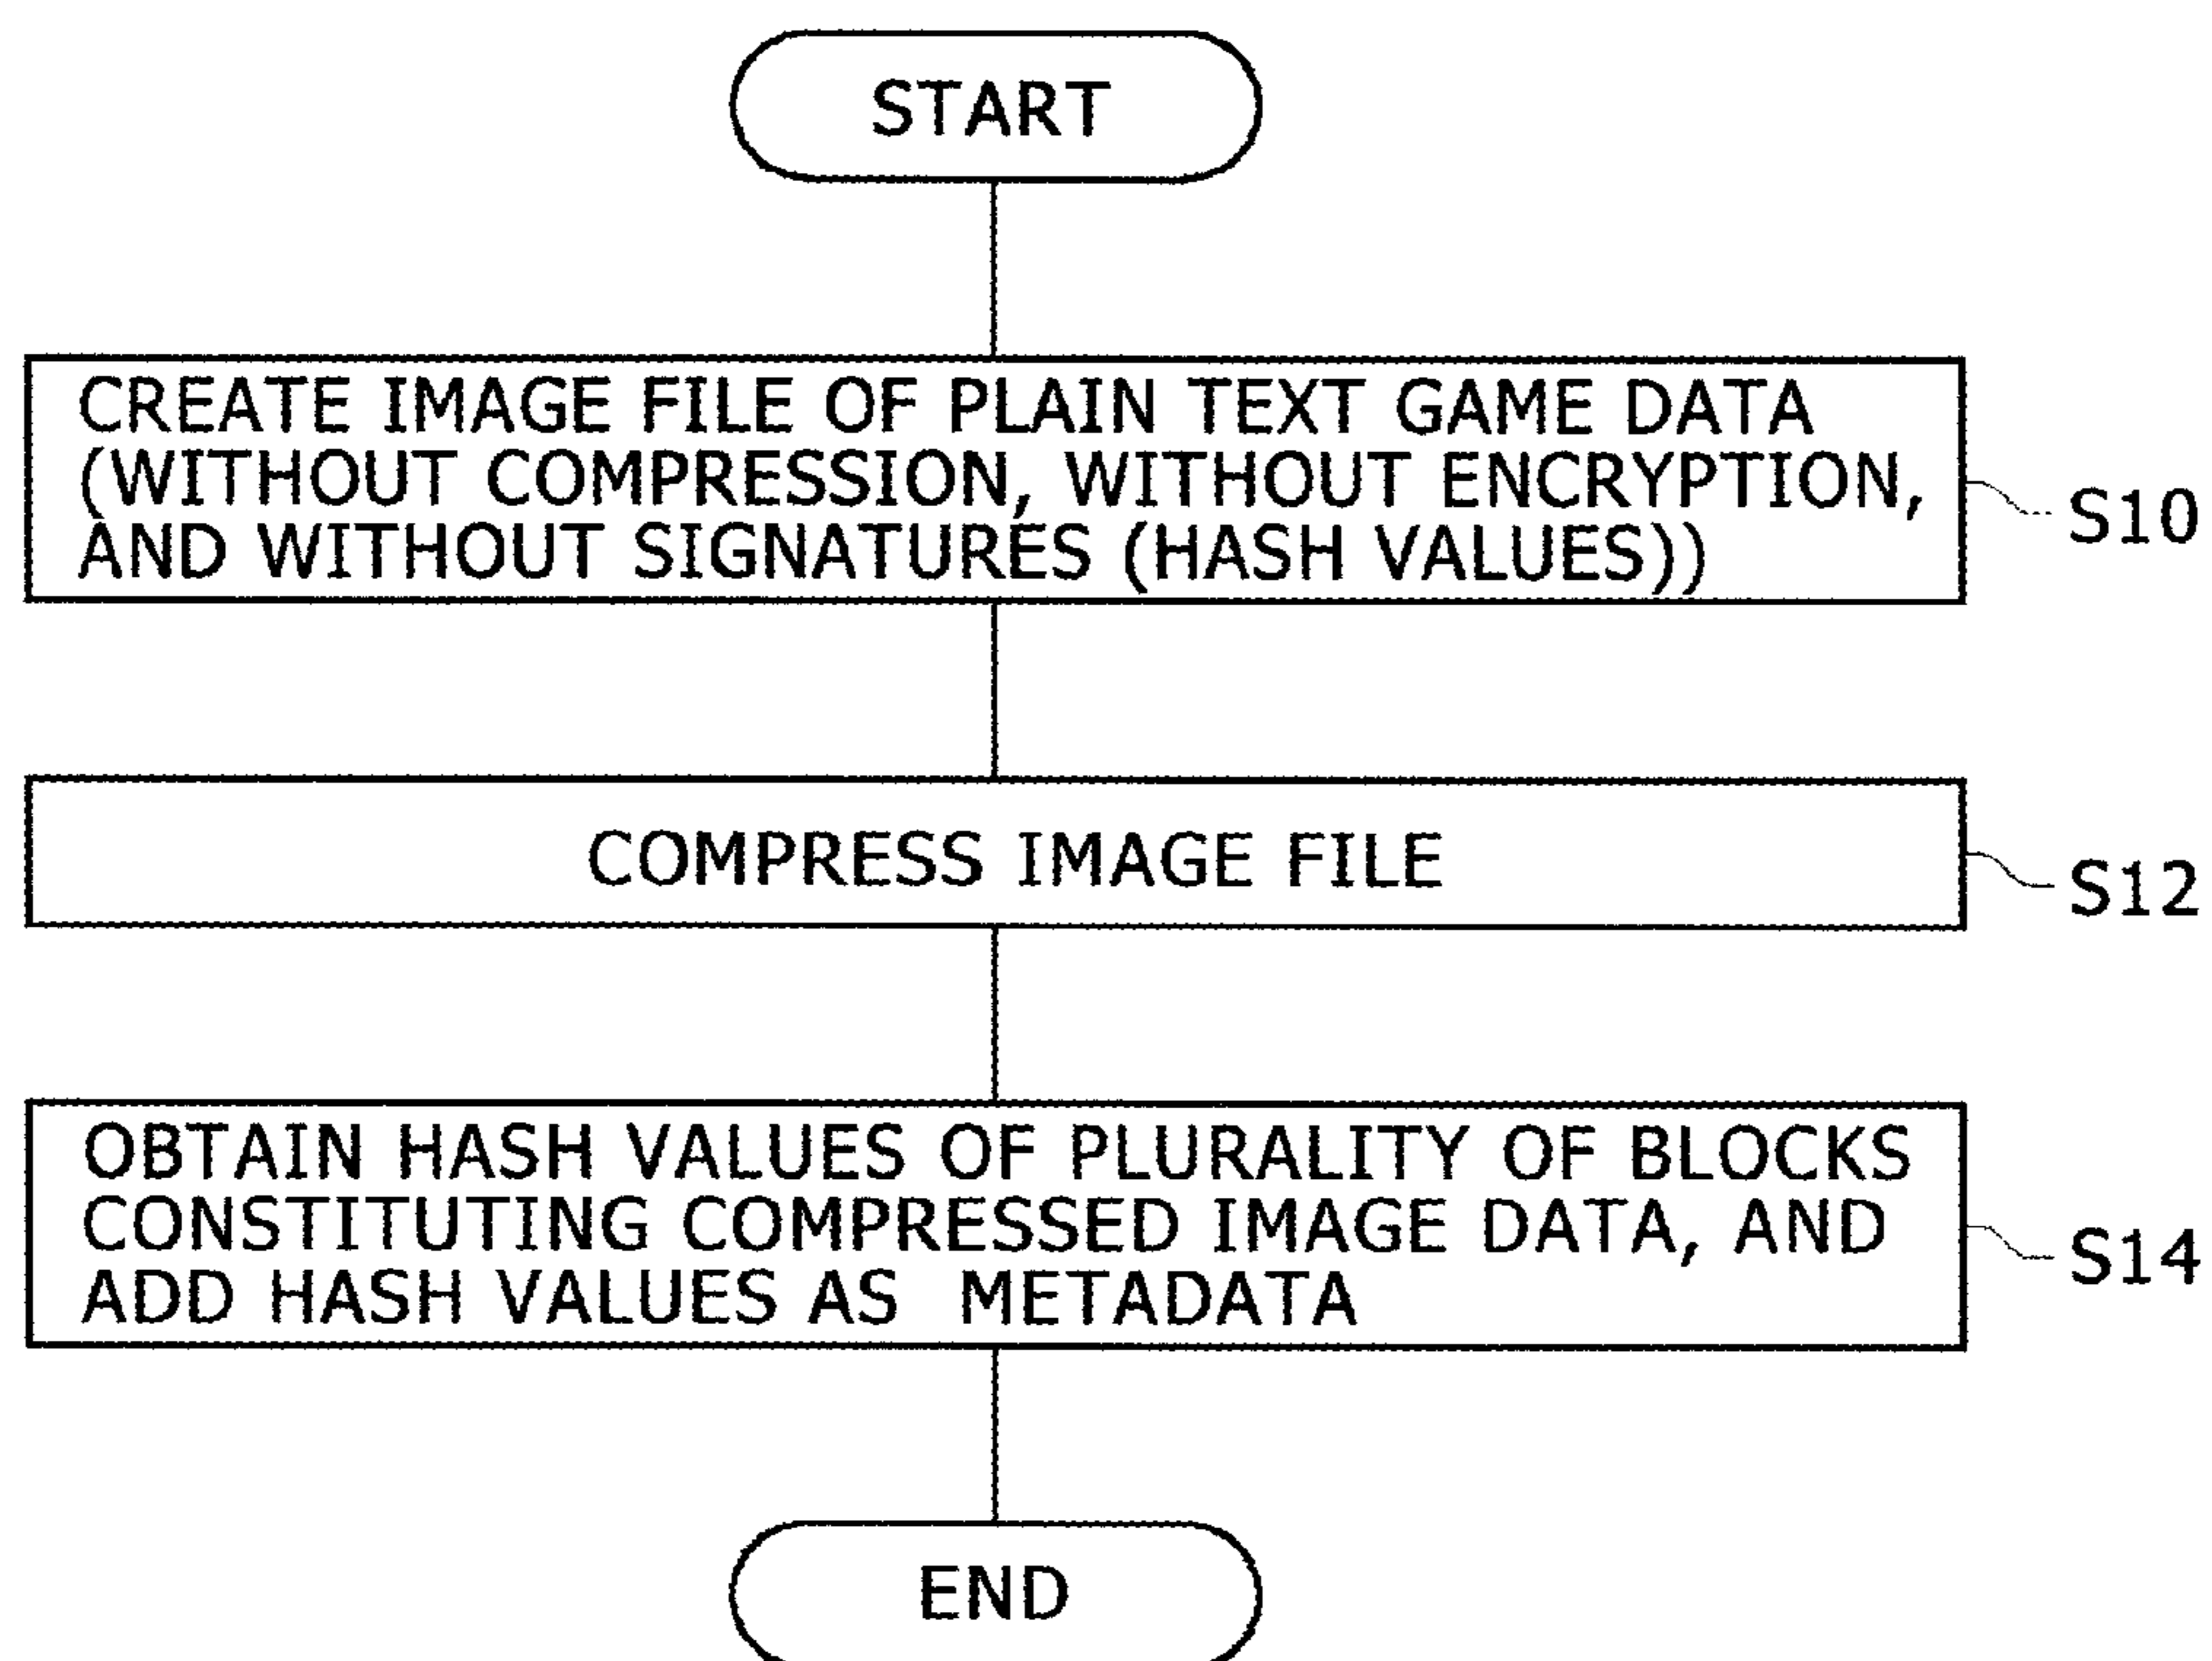 START
CREATE IMAGE FILE OF PLAIN TEXT GAME DATA
(WITHOUT COMPRESSION, WITHOUT ENCRYPTION,
AND WITHOUT SIGNATURES (HASH VALUES))
S10
COMPRESS IMAGE FILE
S12
OBTAIN HASH VALUES OF PLURALITY OF BLOCKS
CONSTITUTING COMPRESSED IMAGE DATA, AND
ADD HASH VALUES AS METADATA
S14
END